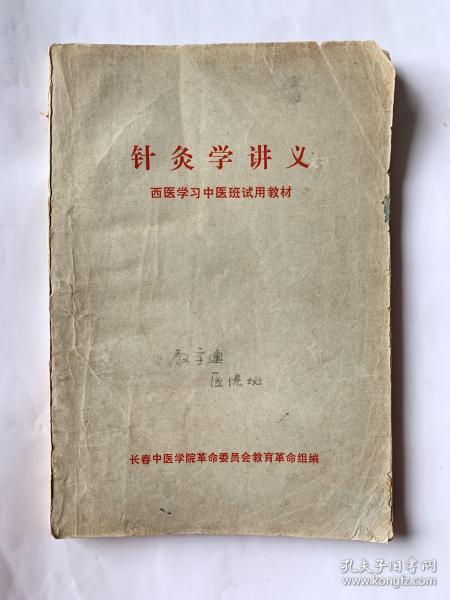 针灸学讲义
西医学习中医班试用教材
长春中医学院革命委员会教育革命组编
孔夫子旧书网
www.kongfz.com